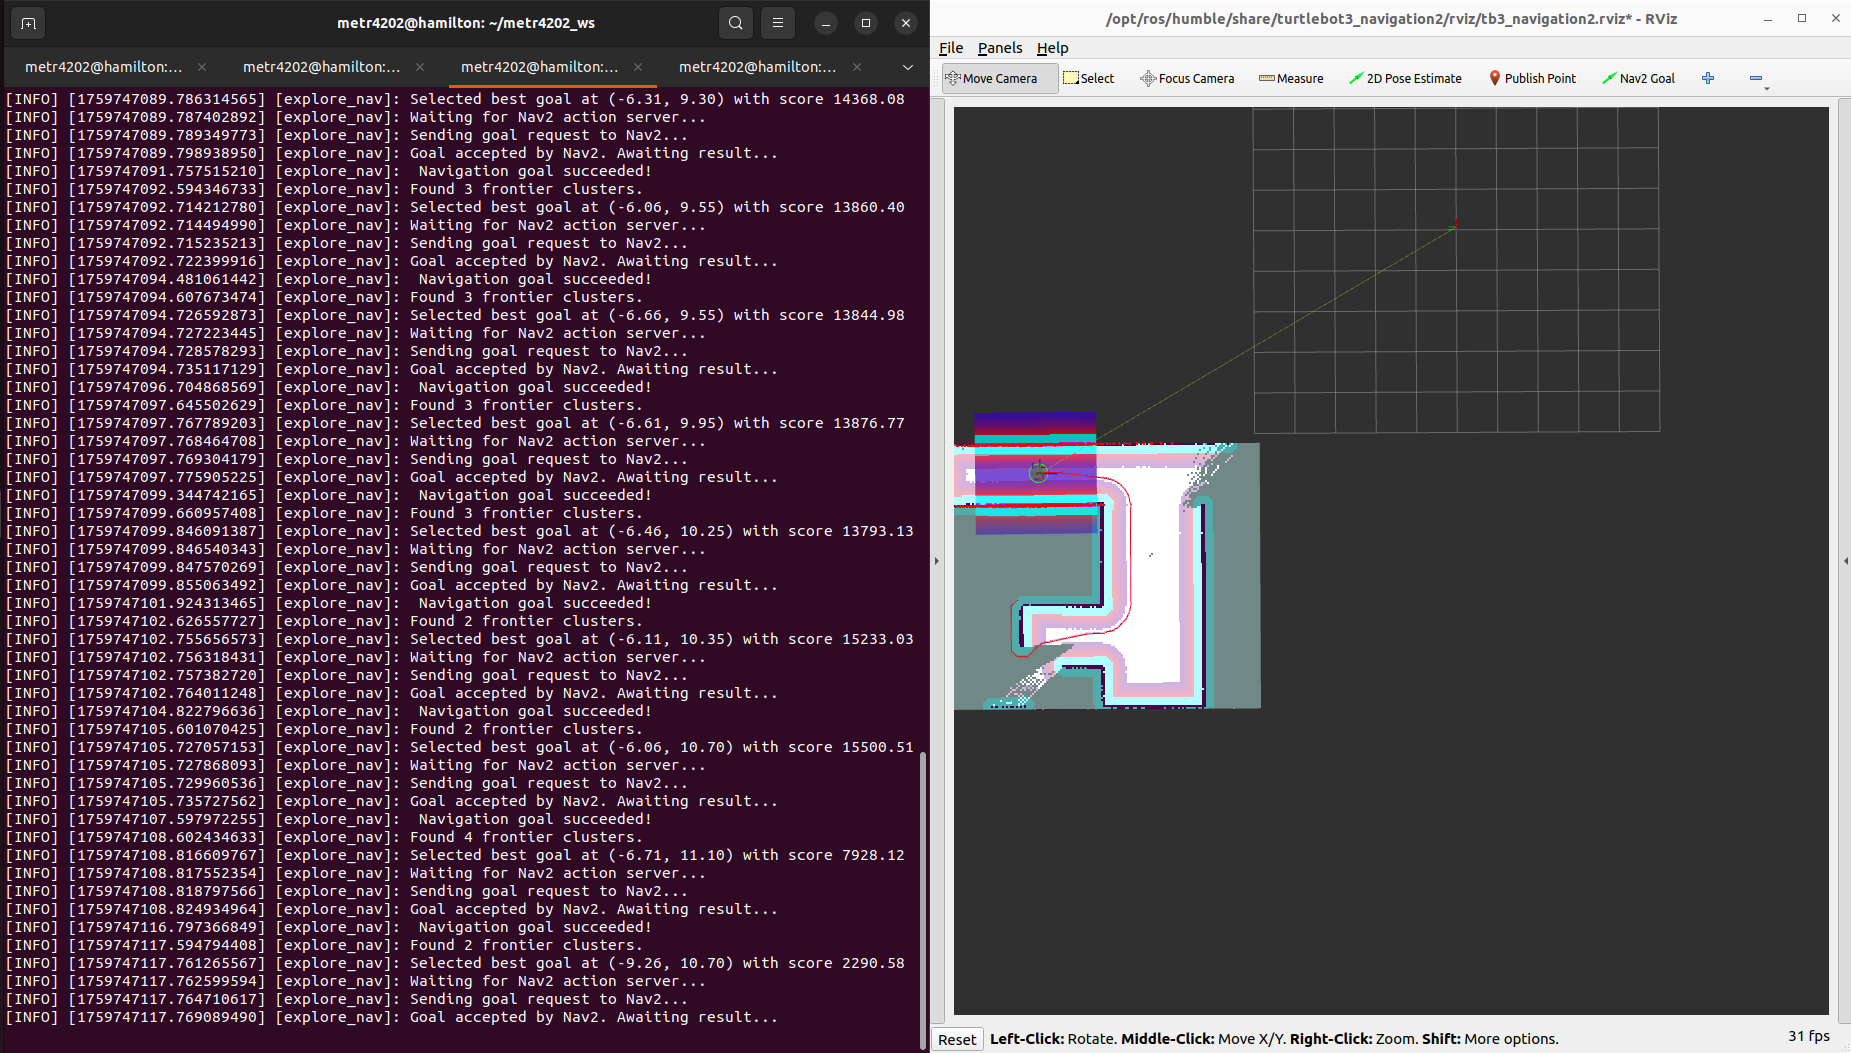 metr4202@hamilton: ~/metr4202_ws
metr4202@hamilton:... × metr4202@hamilton:... × metr4202@hamilton:... × metr4202@hamilton:... ×
[INFO] [1759747089.786314565] [explore_nav]: Selected best goal at (-6.31, 9.30) with score 14368.08
[INFO] [1759747089.787402892] [explore_nav]: Waiting for Nav2 action server...
[INFO] [1759747089.789349773] [explore_nav]: Sending goal request to Nav2...
[INFO] [1759747089.798938950] [explore_nav]: Goal accepted by Nav2. Awaiting result...
[INFO] [1759747091.757515210] [explore_nav]:  Navigation goal succeeded!
[INFO] [1759747092.594346733] [explore_nav]: Found 3 frontier clusters.
[INFO] [1759747092.714212780] [explore_nav]: Selected best goal at (-6.06, 9.55) with score 13860.40
[INFO] [1759747092.714494990] [explore_nav]: Waiting for Nav2 action server...
[INFO] [1759747092.715235213] [explore_nav]: Sending goal request to Nav2...
[INFO] [1759747092.722399916] [explore_nav]: Goal accepted by Nav2. Awaiting result...
[INFO] [1759747094.481061442] [explore_nav]:  Navigation goal succeeded!
[INFO] [1759747094.607673474] [explore_nav]: Found 3 frontier clusters.
[INFO] [1759747094.726592873] [explore_nav]: Selected best goal at (-6.66, 9.55) with score 13844.98
[INFO] [1759747094.727223445] [explore_nav]: Waiting for Nav2 action server...
[INFO] [1759747094.728578293] [explore_nav]: Sending goal request to Nav2...
[INFO] [1759747094.735117129] [explore_nav]: Goal accepted by Nav2. Awaiting result...
[INFO] [1759747096.704868569] [explore_nav]:  Navigation goal succeeded!
[INFO] [1759747097.645502629] [explore_nav]: Found 3 frontier clusters.
[INFO] [1759747097.767789203] [explore_nav]: Selected best goal at (-6.61, 9.95) with score 13876.77
[INFO] [1759747097.768464708] [explore_nav]: Waiting for Nav2 action server...
[INFO] [1759747097.769304179] [explore_nav]: Sending goal request to Nav2...
[INFO] [1759747097.775905225] [explore_nav]: Goal accepted by Nav2. Awaiting result...
[INFO] [1759747099.344742165] [explore_nav]:  Navigation goal succeeded!
[INFO] [1759747099.660957408] [explore_nav]: Found 3 frontier clusters.
[INFO] [1759747099.846091387] [explore_nav]: Selected best goal at (-6.46, 10.25) with score 13793.13
[INFO] [1759747099.846540343] [explore_nav]: Waiting for Nav2 action server...
[INFO] [1759747099.847570269] [explore_nav]: Sending goal request to Nav2...
[INFO] [1759747099.855063492] [explore_nav]: Goal accepted by Nav2. Awaiting result...
[INFO] [1759747101.924313465] [explore_nav]:  Navigation goal succeeded!
[INFO] [1759747102.626557727] [explore_nav]: Found 2 frontier clusters.
[INFO] [1759747102.755656573] [explore_nav]: Selected best goal at (-6.11, 10.35) with score 15233.03
[INFO] [1759747102.756318431] [explore_nav]: Waiting for Nav2 action server...
[INFO] [1759747102.757382720] [explore_nav]: Sending goal request to Nav2...
[INFO] [1759747102.764011248] [explore_nav]: Goal accepted by Nav2. Awaiting result...
[INFO] [1759747104.822796636] [explore_nav]:  Navigation goal succeeded!
[INFO] [1759747105.601070425] [explore_nav]: Found 2 frontier clusters.
[INFO] [1759747105.727057153] [explore_nav]: Selected best goal at (-6.06, 10.70) with score 15500.51
[INFO] [1759747105.727868093] [explore_nav]: Waiting for Nav2 action server...
[INFO] [1759747105.729960536] [explore_nav]: Sending goal request to Nav2...
[INFO] [1759747105.735727562] [explore_nav]: Goal accepted by Nav2. Awaiting result...
[INFO] [1759747107.597972255] [explore_nav]:  Navigation goal succeeded!
[INFO] [1759747108.602434633] [explore_nav]: Found 4 frontier clusters.
[INFO] [1759747108.816609767] [explore_nav]: Selected best goal at (-6.71, 11.10) with score 7928.12
[INFO] [1759747108.817552354] [explore_nav]: Waiting for Nav2 action server...
[INFO] [1759747108.818797566] [explore_nav]: Sending goal request to Nav2...
[INFO] [1759747108.824934964] [explore_nav]: Goal accepted by Nav2. Awaiting result...
[INFO] [1759747116.797366849] [explore_nav]:  Navigation goal succeeded!
[INFO] [1759747117.594794408] [explore_nav]: Found 2 frontier clusters.
[INFO] [1759747117.761265567] [explore_nav]: Selected best goal at (-9.26, 10.70) with score 2290.58
[INFO] [1759747117.762599594] [explore_nav]: Waiting for Nav2 action server...
[INFO] [1759747117.764710617] [explore_nav]: Sending goal request to Nav2...
[INFO] [1759747117.769089490] [explore_nav]: Goal accepted by Nav2. Awaiting result...
/opt/ros/humble/share/turtlebot3_navigation2/rviz/tb3_navigation2.rviz* - RViz
File Panels Help
Move Camera Select Focus Camera Measure 2D Pose Estimate Publish Point Nav2 Goal
Reset Left-Click: Rotate. Middle-Click: Move X/Y. Right-Click: Zoom. Shift: More options. 31 fps